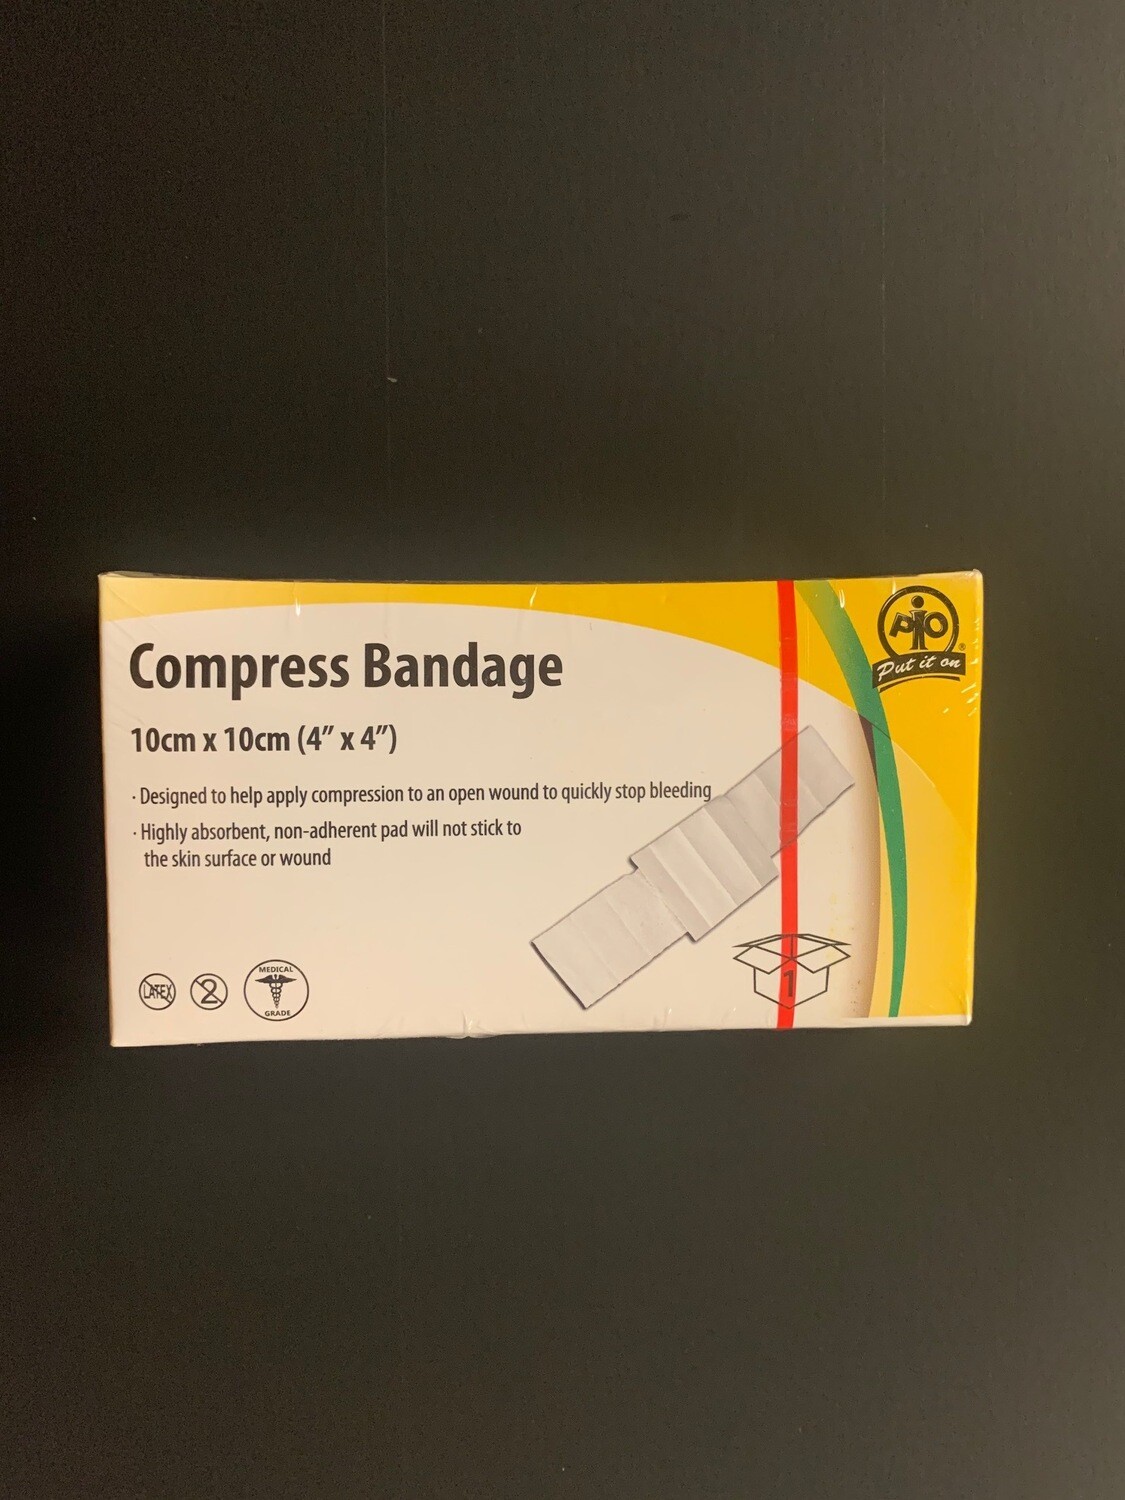 PiO®
Put it on
Compress Bandage
10cm x 10cm (4″ x 4″)
· Designed to help apply compression to an open wound to quickly stop bleeding
· Highly absorbent, non-adherent pad will not stick to
the skin surface or wound
LATEX
2
MEDICAL
GRADE
1